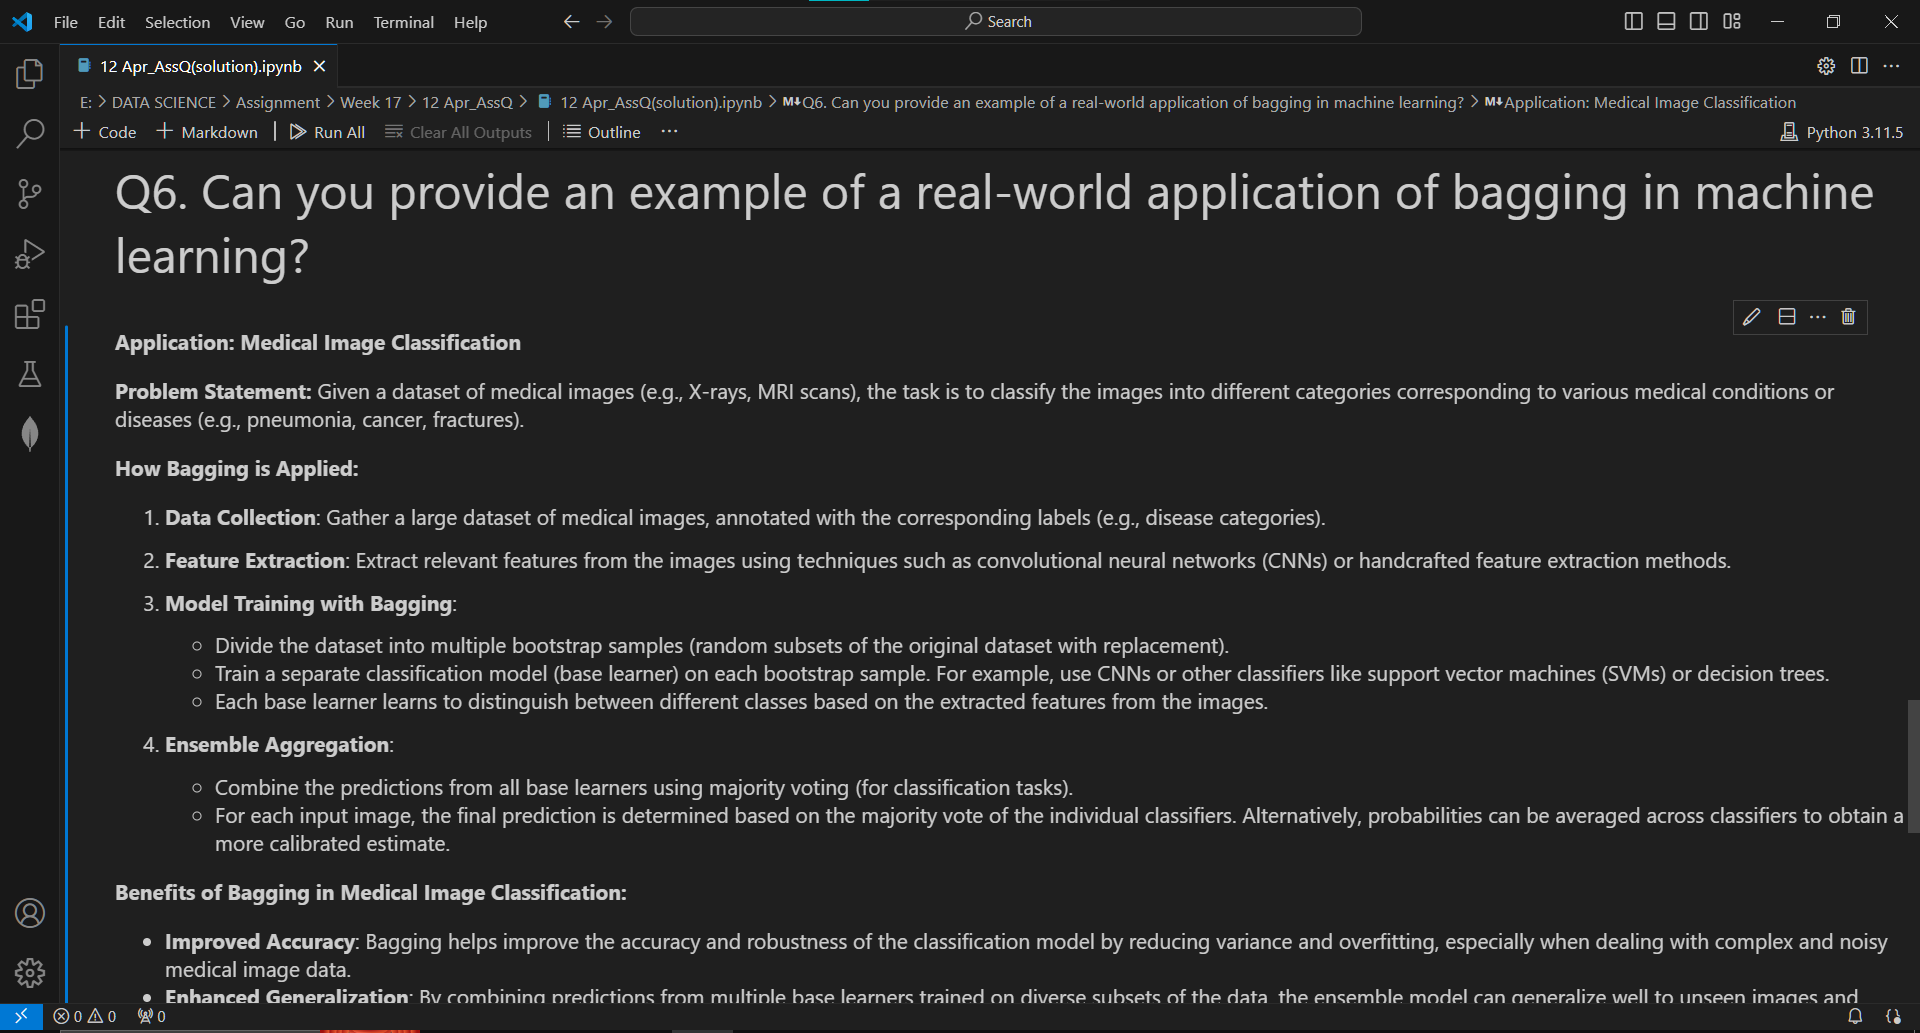 File Edit Selection View Go Run Terminal Help
Search
12 Apr_AssQ(solution).ipynb
E: > DATA SCIENCE > Assignment > Week 17 > 12 Apr_AssQ > 12 Apr_AssQ(solution).ipynb > M↓Q6. Can you provide an example of a real-world application of bagging in machine learning? > M↓Application: Medical Image Classification
+ Code + Markdown | Run All Clear All Outputs | Outline ··· Python 3.11.5
Q6. Can you provide an example of a real-world application of bagging in machine
learning?
Application: Medical Image Classification
Problem Statement: Given a dataset of medical images (e.g., X-rays, MRI scans), the task is to classify the images into different categories corresponding to various medical conditions or
diseases (e.g., pneumonia, cancer, fractures).
How Bagging is Applied:
1. Data Collection: Gather a large dataset of medical images, annotated with the corresponding labels (e.g., disease categories).
2. Feature Extraction: Extract relevant features from the images using techniques such as convolutional neural networks (CNNs) or handcrafted feature extraction methods.
3. Model Training with Bagging:
○ Divide the dataset into multiple bootstrap samples (random subsets of the original dataset with replacement).
○ Train a separate classification model (base learner) on each bootstrap sample. For example, use CNNs or other classifiers like support vector machines (SVMs) or decision trees.
○ Each base learner learns to distinguish between different classes based on the extracted features from the images.
4. Ensemble Aggregation:
○ Combine the predictions from all base learners using majority voting (for classification tasks).
○ For each input image, the final prediction is determined based on the majority vote of the individual classifiers. Alternatively, probabilities can be averaged across classifiers to obtain a
more calibrated estimate.
Benefits of Bagging in Medical Image Classification:
• Improved Accuracy: Bagging helps improve the accuracy and robustness of the classification model by reducing variance and overfitting, especially when dealing with complex and noisy
medical image data.
• Enhanced Generalization: By combining predictions from multiple base learners trained on diverse subsets of the data, the ensemble model can generalize well to unseen images and
0 0 0